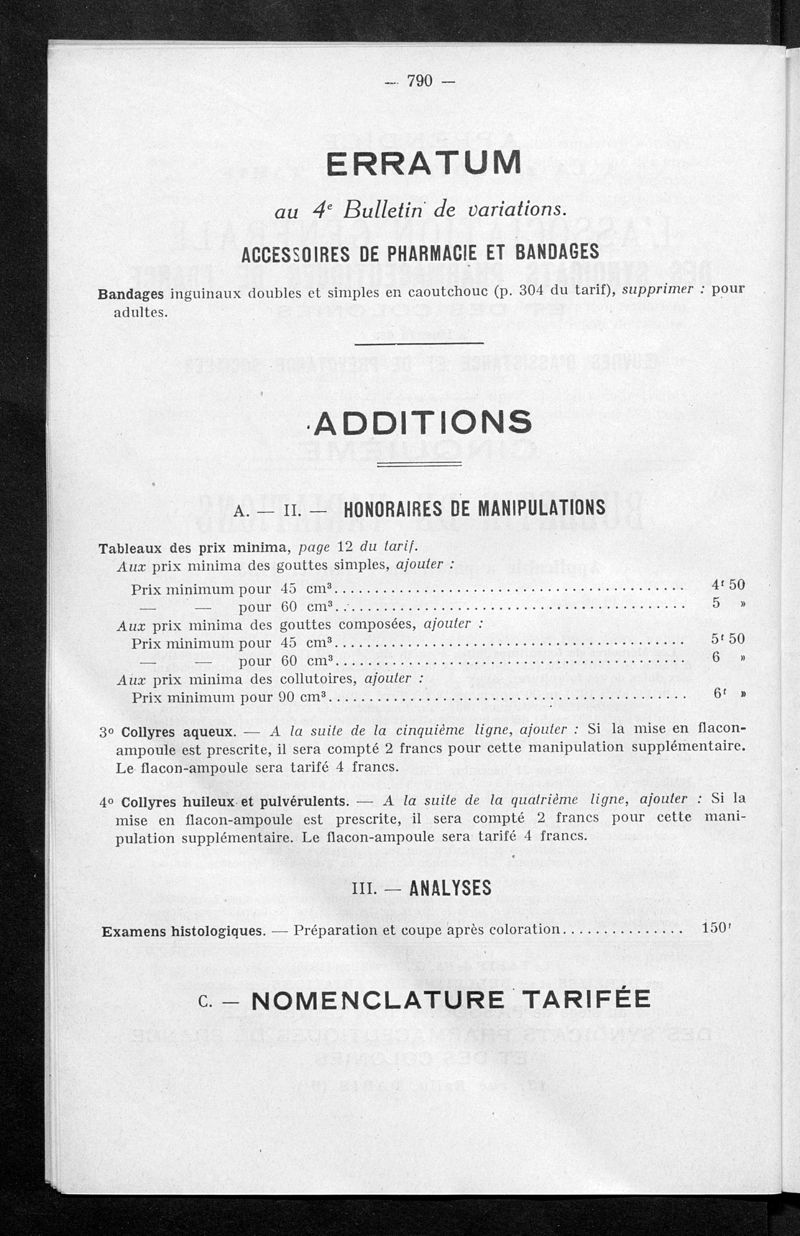 — 790 —
ERRATUM
au 4e Bulletin de variations.
ACCESSOIRES DE PHARMACIE ET BANDAGES
Bandages inguinaux doubles et simples en caoutchouc (p. 304 du tarif), supprimer : pour
adultes.
ADDITIONS
A. — II. — HONORAIRES DE MANIPULATIONS
Tableaux des prix minima, page 12 du tarif.
Aux prix minima des gouttes simples, ajouter :
Prix minimum pour 45 cm³ ........................................ 4f 50
— — pour 60 cm³ ........................................ 5 »
Aux prix minima des gouttes composées, ajouter :
Prix minimum pour 45 cm³ ........................................ 5f 50
— — pour 60 cm³ ........................................ 6 »
Aux prix minima des collutoires, ajouter :
Prix minimum pour 90 cm³ ........................................ 6f »
3o Collyres aqueux. — A la suite de la cinquième ligne, ajouter : Si la mise en flacon-
ampoule est prescrite, il sera compté 2 francs pour cette manipulation supplémentaire.
Le flacon-ampoule sera tarifé 4 francs.
4o Collyres huileux et pulvérulents. — A la suite de la quatrième ligne, ajouter : Si la
mise en flacon-ampoule est prescrite, il sera compté 2 francs pour cette mani-
pulation supplémentaire. Le flacon-ampoule sera tarifé 4 francs.
III. — ANALYSES
Examens histologiques. — Préparation et coupe après coloration ............... 150f
C. — NOMENCLATURE TARIFÉE